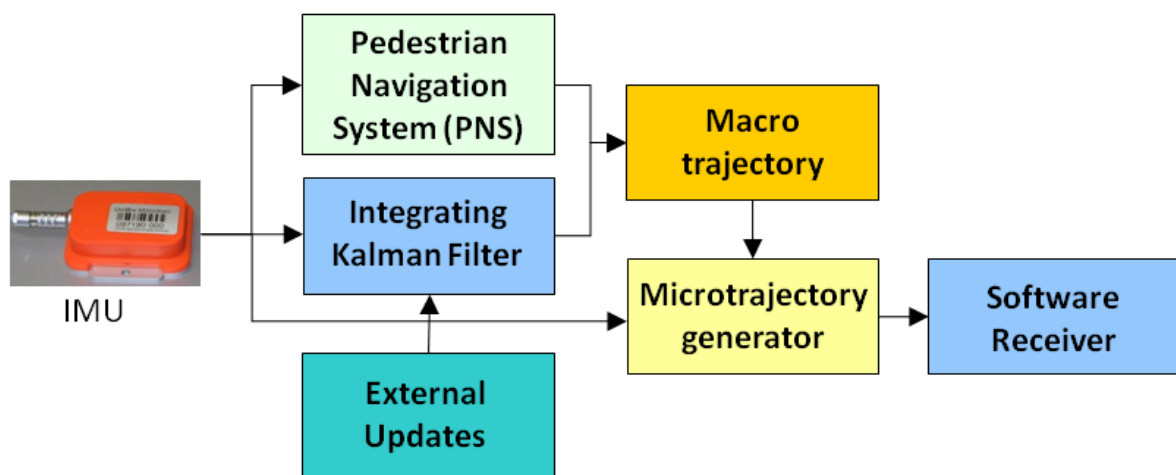 Pedestrian
Navigation
System (PNS)
Macro
trajectory
Integrating
Kalman Filter
IMU
Microtrajectory
generator
Software
Receiver
External
Updates